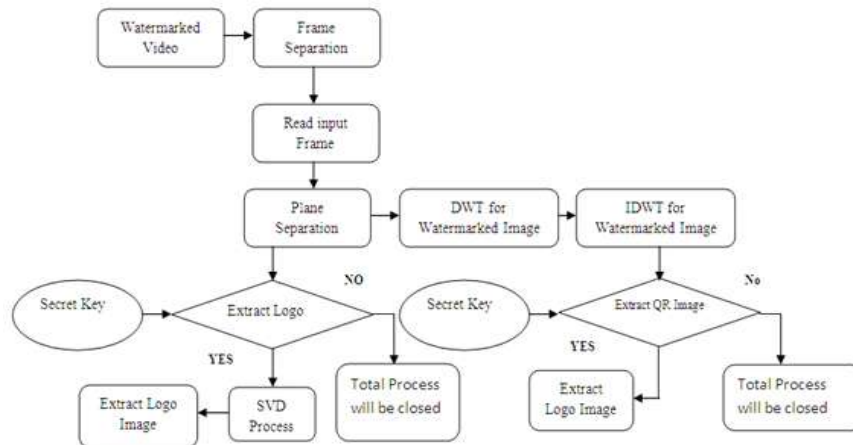 Watermarked
Video
Frame
Separation
Read input
Frame
Plane
Separation
DWT for
Watermarked Image
IDWT for
Watermarked Image
Secret Key
Extract Logo
NO
YES
Secret Key
Extract QR Image
No
YES
Extract Logo
Image
SVD
Process
Total Process
will be closed
Extract
Logo Image
Total Process
will be closed